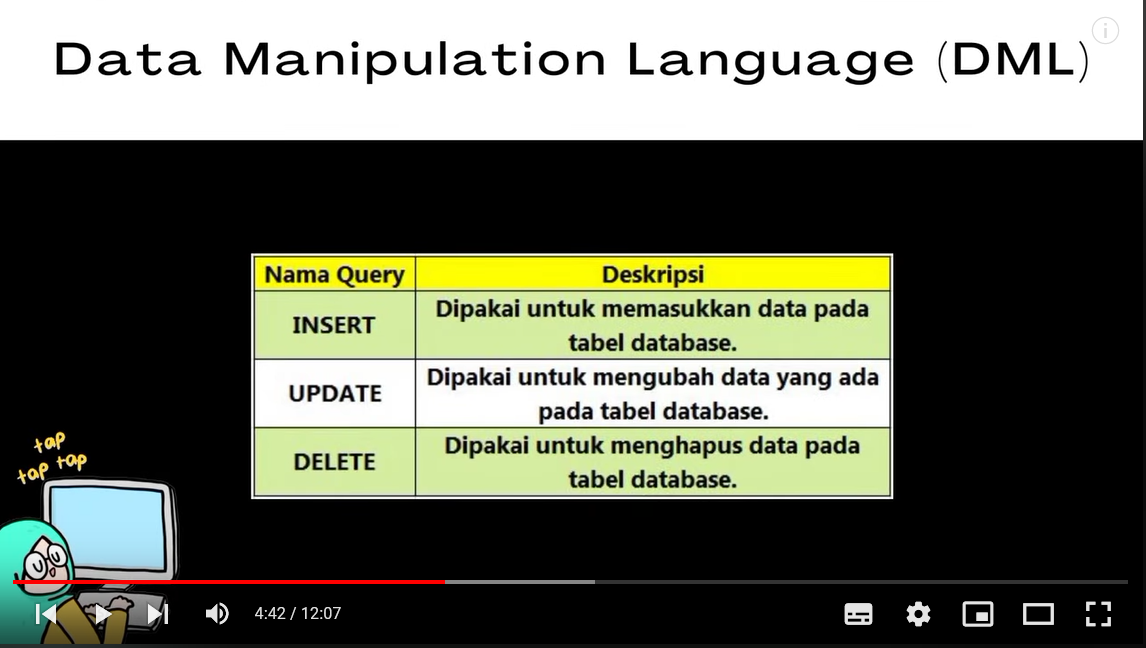 Data Manipulation Language (DML)
Nama Query
Deskripsi
INSERT
Dipakai untuk memasukkan data pada
tabel database.
UPDATE
Dipakai untuk mengubah data yang ada
pada tabel database.
DELETE
Dipakai untuk menghapus data pada
tabel database.
tap
tap tap
4:42 / 12:07